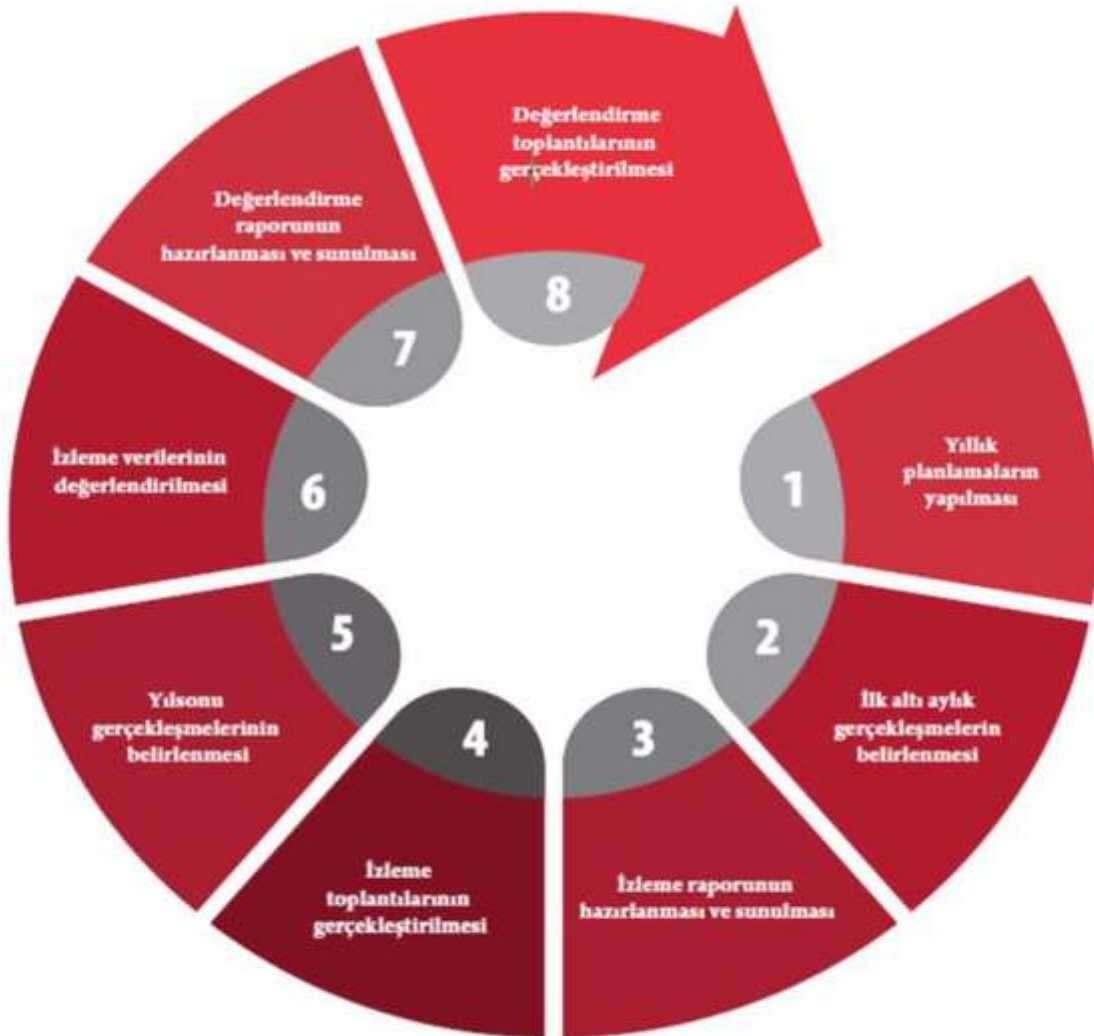 1
Yıllık
planlamaların
yapılması
2
İlk altı aylık
gerçekleşmelerin
belirlenmesi
3
İzleme raporunun
hazırlanması ve sunulması
4
İzleme
toplantılarının
gerçekleştirilmesi
5
Yılsonu
gerçekleşmelerinin
belirlenmesi
6
İzleme verilerinin
değerlendirilmesi
7
Değerlendirme
raporunun
hazırlanması ve sunulması
8
Değerlendirme
toplantılarının
gerçekleştirilmesi